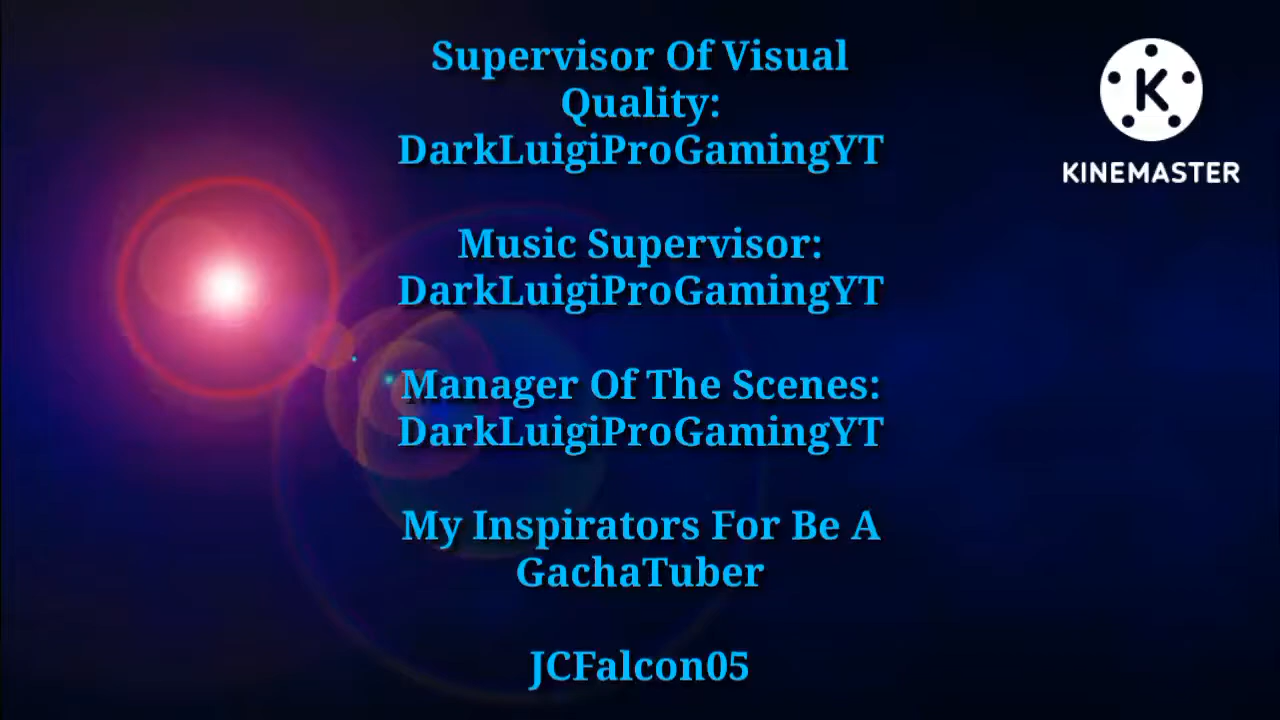 Supervisor Of Visual
Quality:
DarkLuigiProGamingYT
Music Supervisor:
DarkLuigiProGamingYT
Manager Of The Scenes:
DarkLuigiProGamingYT
My Inspirators For Be A
GachaTuber
JCFalcon05
K
KINEMASTER